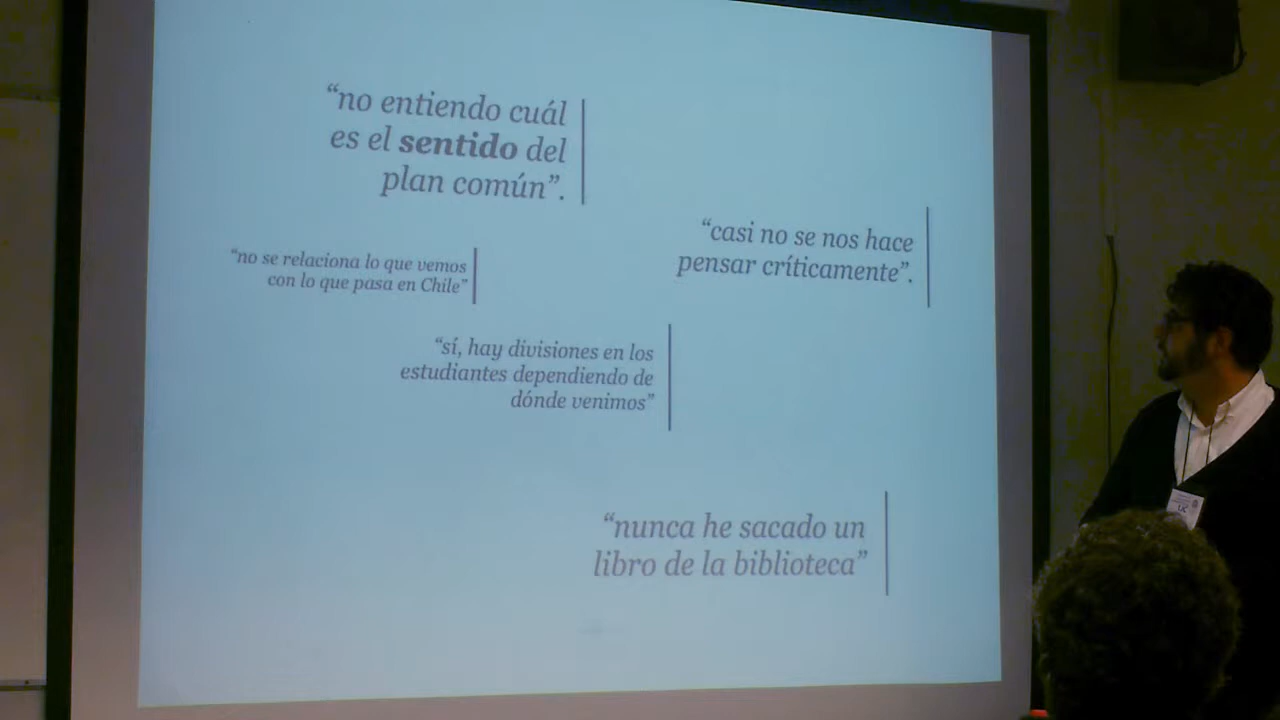 “no entiendo cuál
es el sentido del
plan común”.
“casi no se nos hace
pensar críticamente”.
“no se relaciona lo que vemos
con lo que pasa en Chile”
“sí, hay divisiones en los
estudiantes dependiendo de
dónde venimos”
“nunca he sacado un
libro de la biblioteca”
UC